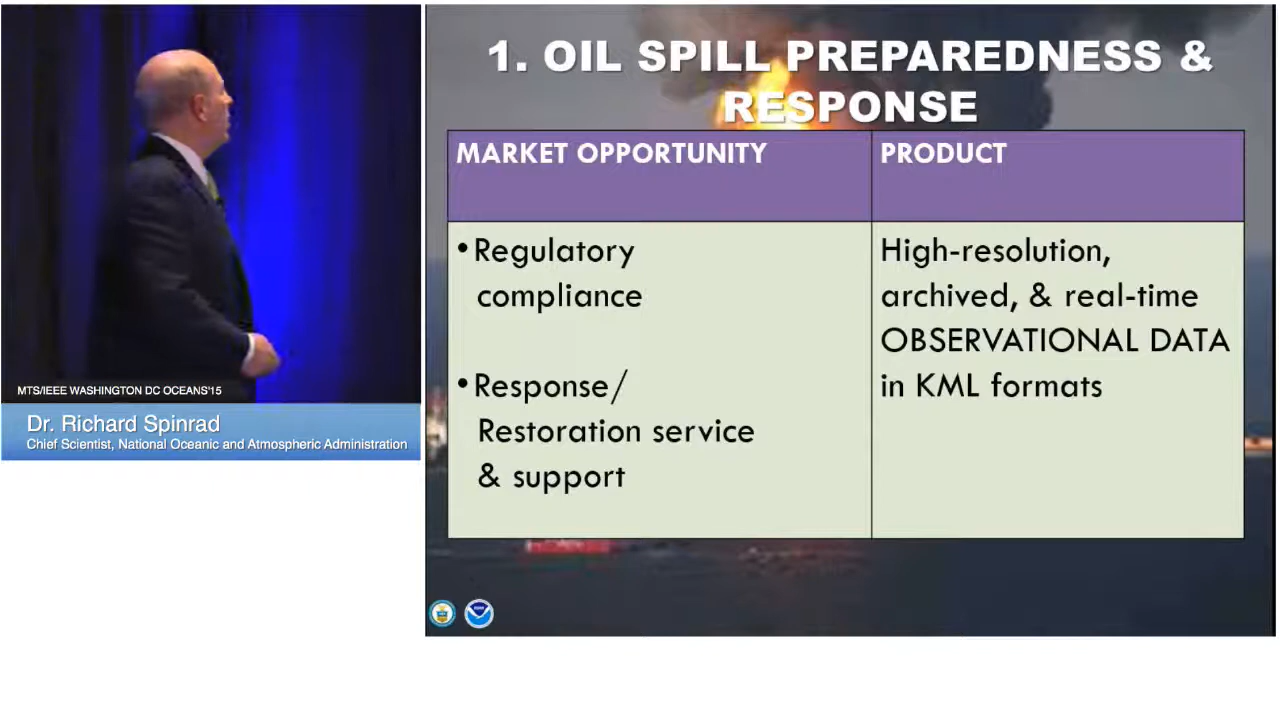 MTS/IEEE WASHINGTON DC OCEANS'15
Dr. Richard Spinrad
Chief Scientist, National Oceanic and Atmospheric Administration
1. OIL SPILL PREPAREDNESS &
RESPONSE
MARKET OPPORTUNITY
PRODUCT
•Regulatory
compliance
•Response/
Restoration service
& support
High-resolution,
archived, & real-time
OBSERVATIONAL DATA
in KML formats